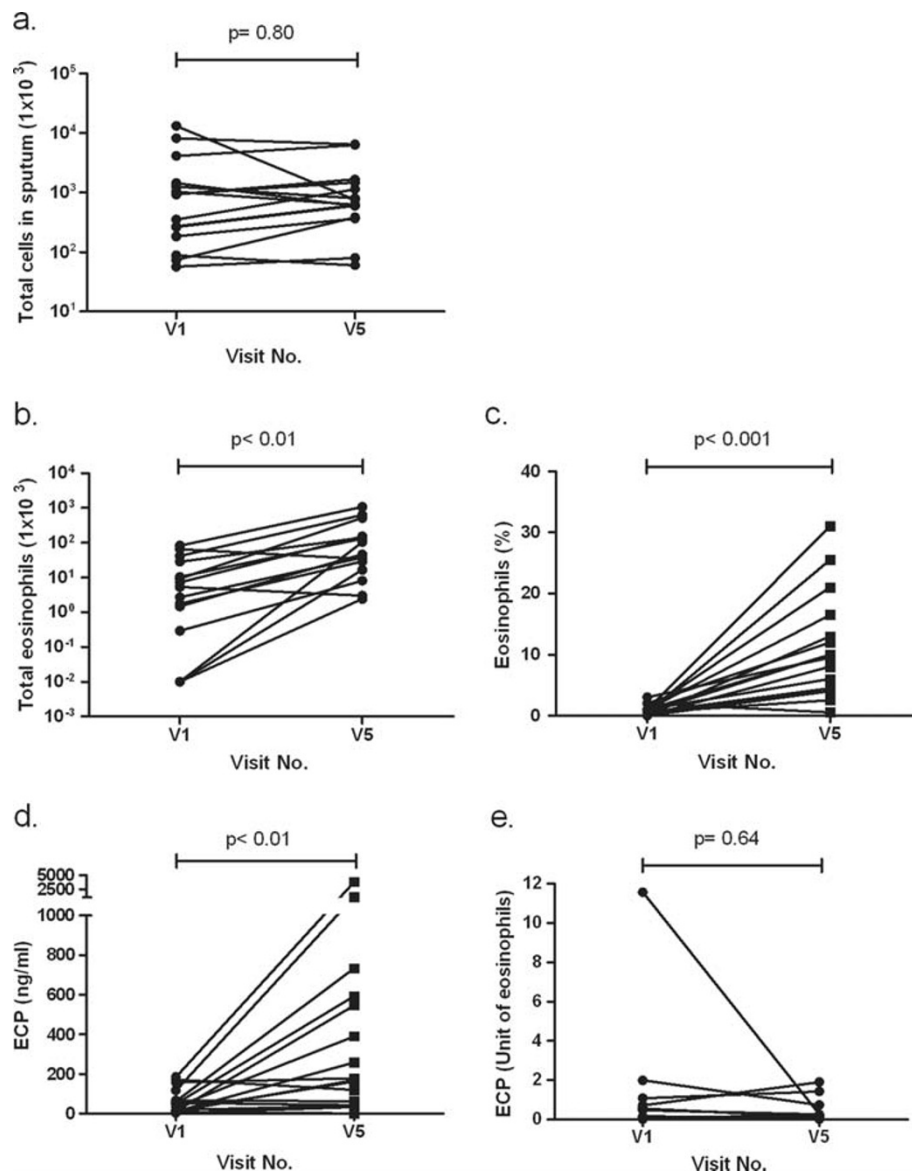 a.
p= 0.80
Total cells in sputum (1x10 3)
10^5
10^4
10^3
10^2
10^1
V1 V5
Visit No.
b.
p< 0.01
Total eosinophils (1x10 3)
10^4
10^3
10^2
10^1
10^0
10^-1
10^-2
10^-3
V1 V5
Visit No.
c.
p< 0.001
Eosinophils (%)
40
30
20
10
0
V1 V5
Visit No.
d.
p< 0.01
ECP (ng/ml)
5000
2500
1000
800
600
400
200
0
V1 V5
Visit No.
e.
p= 0.64
ECP (Unit of eosinophils)
12
10
8
6
4
2
0
V1 V5
Visit No.